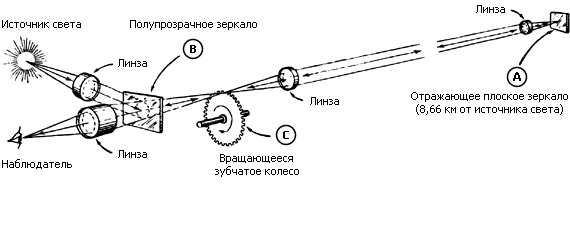 Источник света
Полупрозрачное зеркало
Линза
B
Линза
A
Отражающее плоское зеркало
(8,66 км от источника света)
Линза
C
Вращающееся
зубчатое колесо
Линза
Наблюдатель